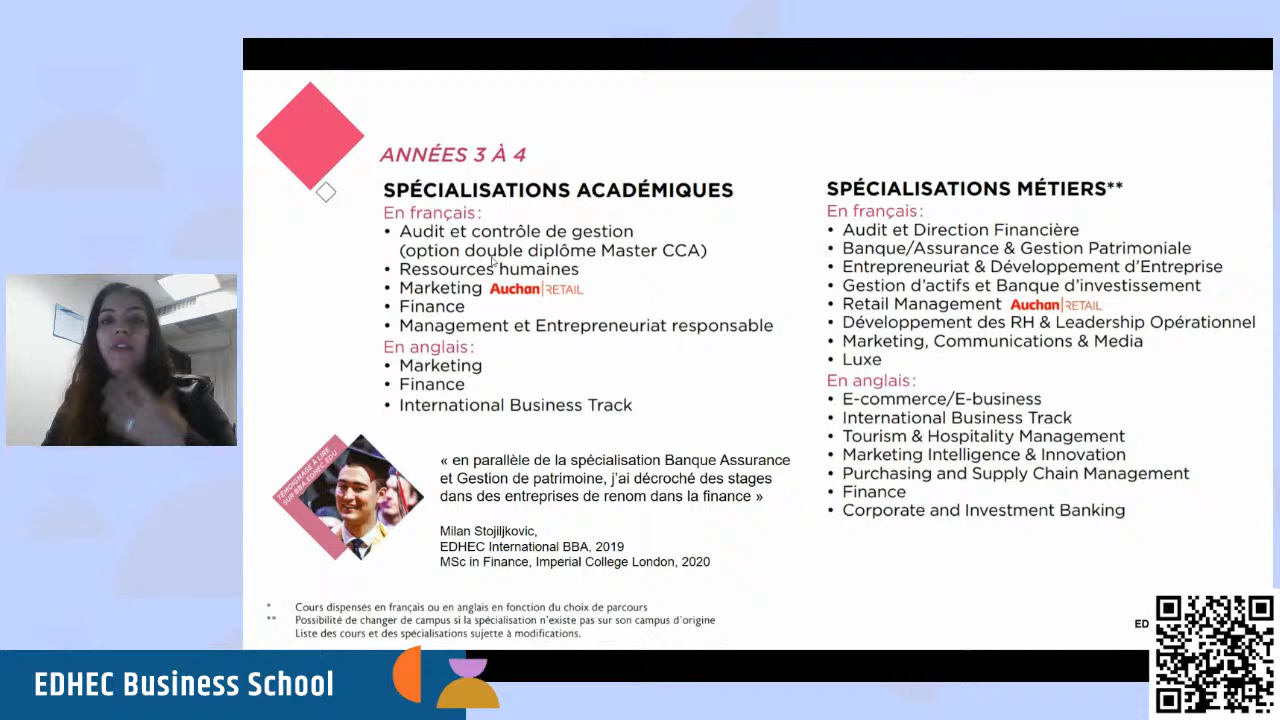 ANNÉES 3 À 4
SPÉCIALISATIONS ACADÉMIQUES
En français :
• Audit et contrôle de gestion
(option double diplôme Master CCA)
• Ressources humaines
• Marketing Auchan | RETAIL
• Finance
• Management et Entrepreneuriat responsable
En anglais :
• Marketing
• Finance
• International Business Track
SPÉCIALISATIONS MÉTIERS**
En français :
• Audit et Direction Financière
• Banque/Assurance & Gestion Patrimoniale
• Entrepreneuriat & Développement d'Entreprise
• Gestion d'actifs et Banque d'investissement
• Retail Management Auchan | RETAIL
• Développement des RH & Leadership Opérationnel
• Marketing, Communications & Media
• Luxe
En anglais :
• E-commerce/E-business
• International Business Track
• Tourism & Hospitality Management
• Marketing Intelligence & Innovation
• Purchasing and Supply Chain Management
• Finance
• Corporate and Investment Banking
TÉMOIGNAGE À LIRE
SUR BBA.EDHEC.EDU
« en parallèle de la spécialisation Banque Assurance
et Gestion de patrimoine, j'ai décroché des stages
dans des entreprises de renom dans la finance »
Milan Stojiljkovic,
EDHEC International BBA, 2019
MSc in Finance, Imperial College London, 2020
* Cours dispensés en français ou en anglais en fonction du choix de parcours
** Possibilité de changer de campus si la spécialisation n'existe pas sur son campus d'origine
Liste des cours et des spécialisations sujette à modifications.
ED
EDHEC Business School